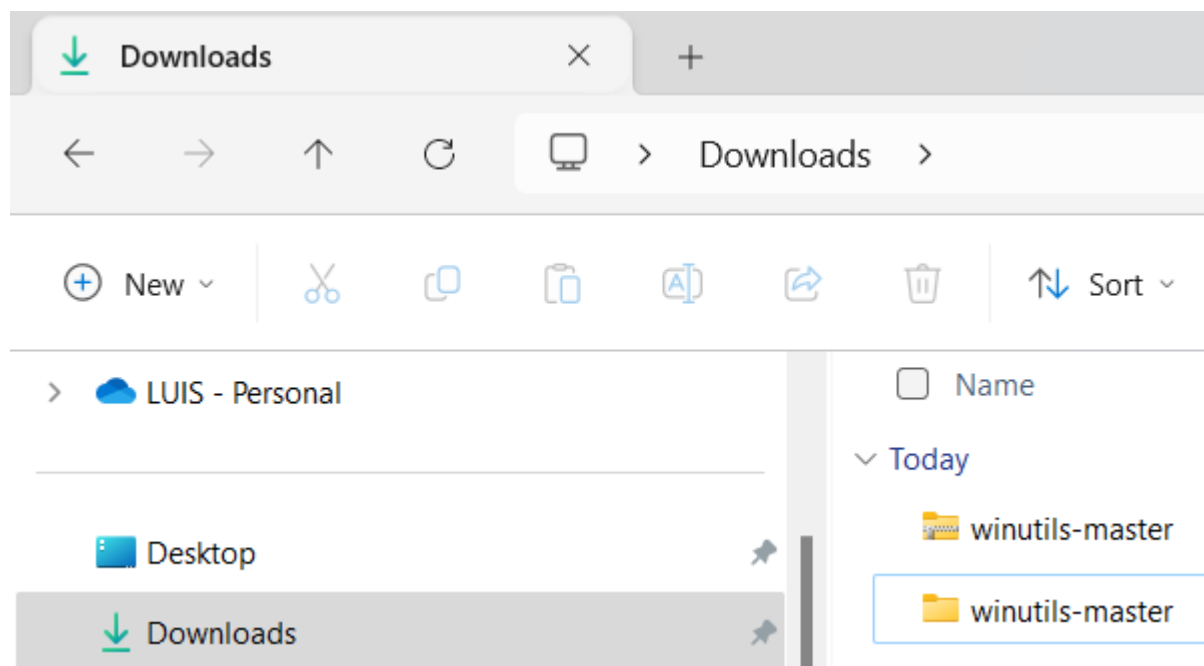 Downloads
Downloads
New
Sort
LUIS - Personal
Name
Today
Desktop
winutils-master
winutils-master
Downloads